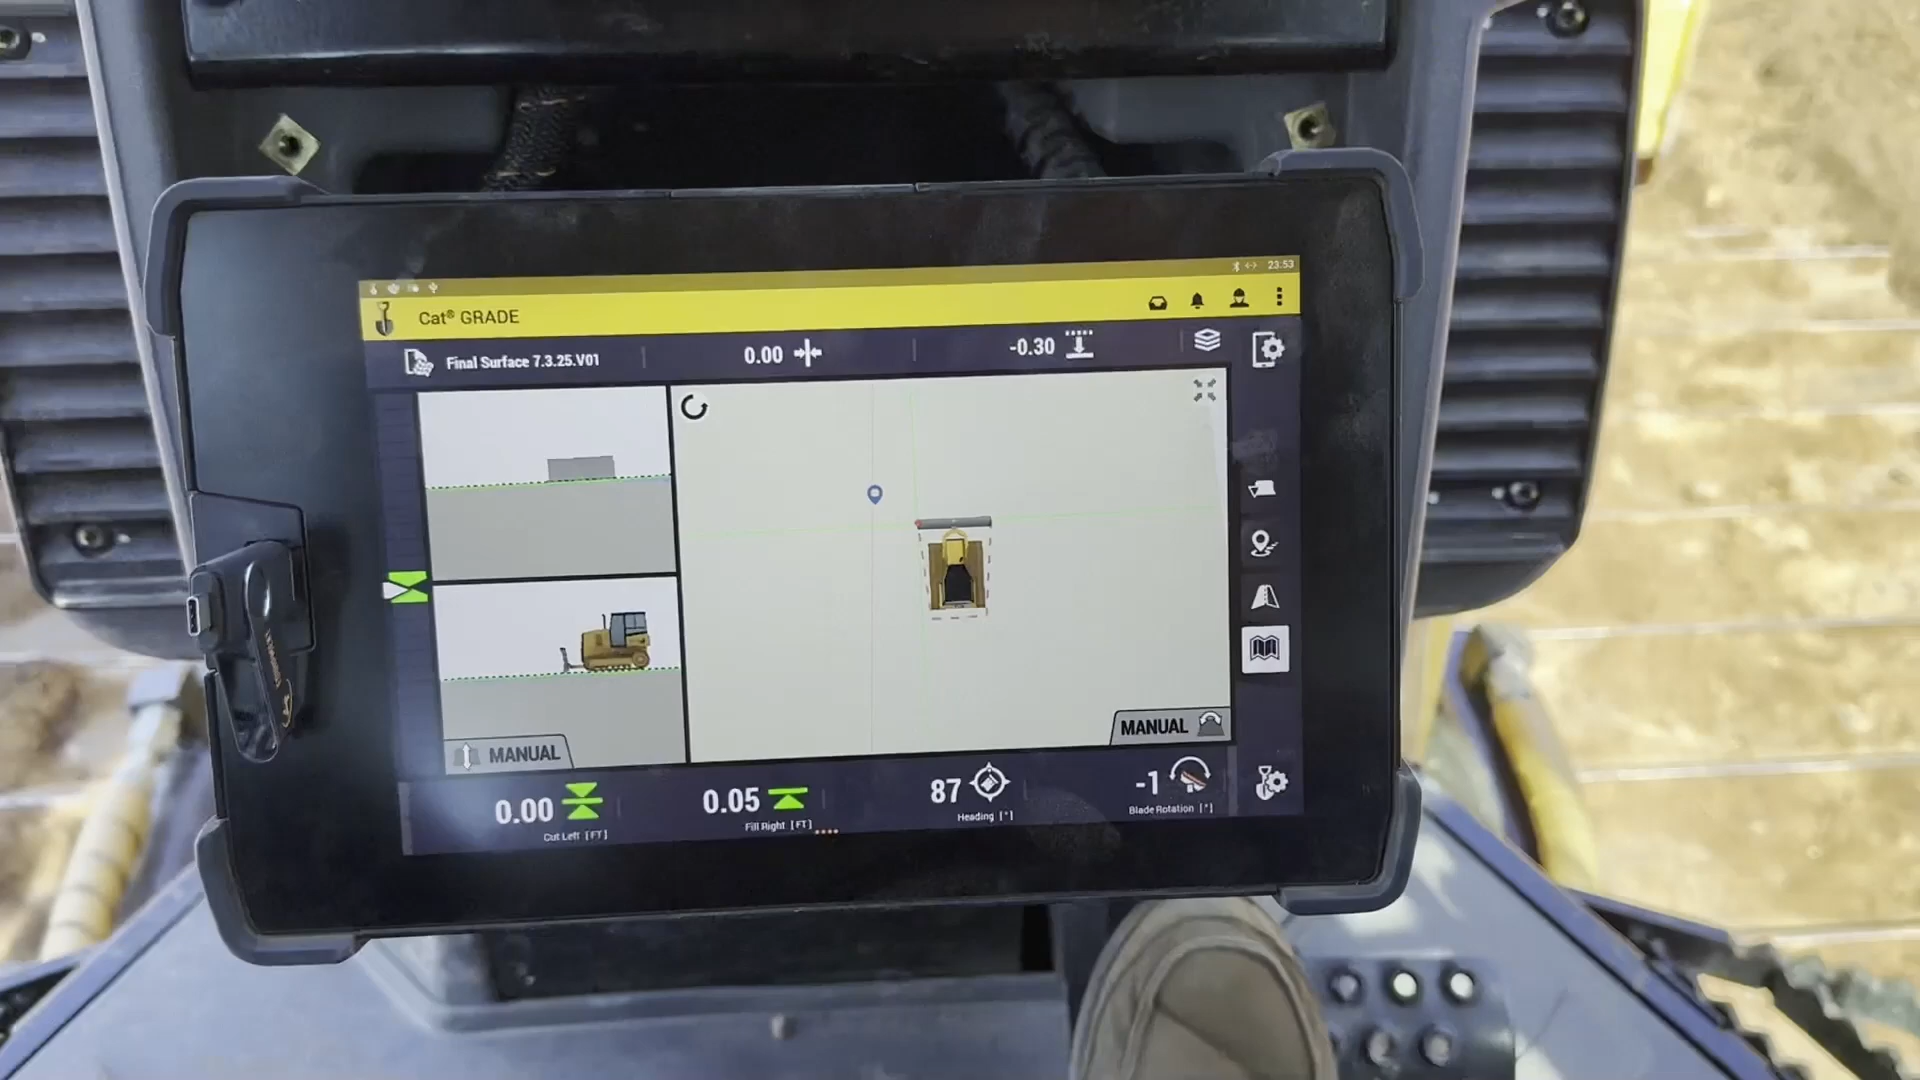 23:53
Cat® GRADE
Final Surface 7.3.25.V01
0.00
-0.30
MANUAL
MANUAL
0.00
Cut Left [FT]
0.05
Fill Right [FT]
87
Heading [°]
-1
Blade Rotation [°]